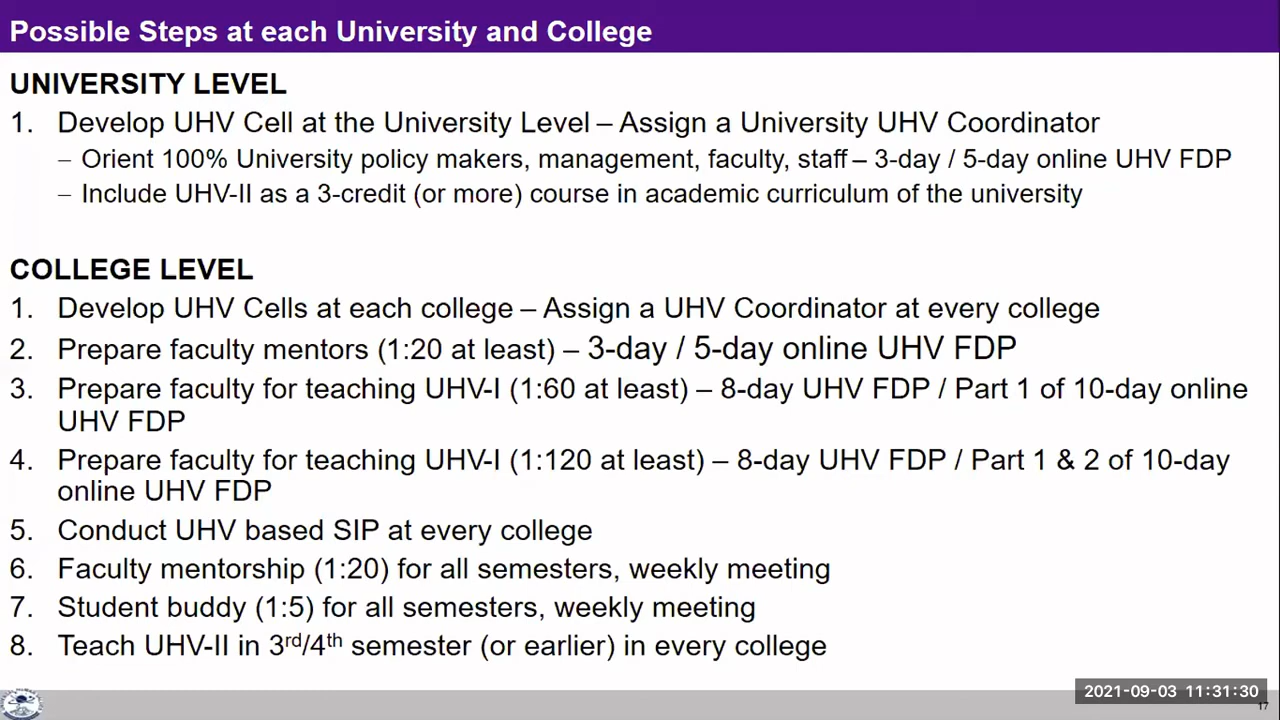 Possible Steps at each University and College
UNIVERSITY LEVEL
1. Develop UHV Cell at the University Level – Assign a University UHV Coordinator
– Orient 100% University policy makers, management, faculty, staff – 3-day / 5-day online UHV FDP
– Include UHV-II as a 3-credit (or more) course in academic curriculum of the university
COLLEGE LEVEL
1. Develop UHV Cells at each college – Assign a UHV Coordinator at every college
2. Prepare faculty mentors (1:20 at least) – 3-day / 5-day online UHV FDP
3. Prepare faculty for teaching UHV-I (1:60 at least) – 8-day UHV FDP / Part 1 of 10-day online
UHV FDP
4. Prepare faculty for teaching UHV-I (1:120 at least) – 8-day UHV FDP / Part 1 & 2 of 10-day
online UHV FDP
5. Conduct UHV based SIP at every college
6. Faculty mentorship (1:20) for all semesters, weekly meeting
7. Student buddy (1:5) for all semesters, weekly meeting
8. Teach UHV-II in 3rd/4th semester (or earlier) in every college
2021-09-03 11:31:30
17